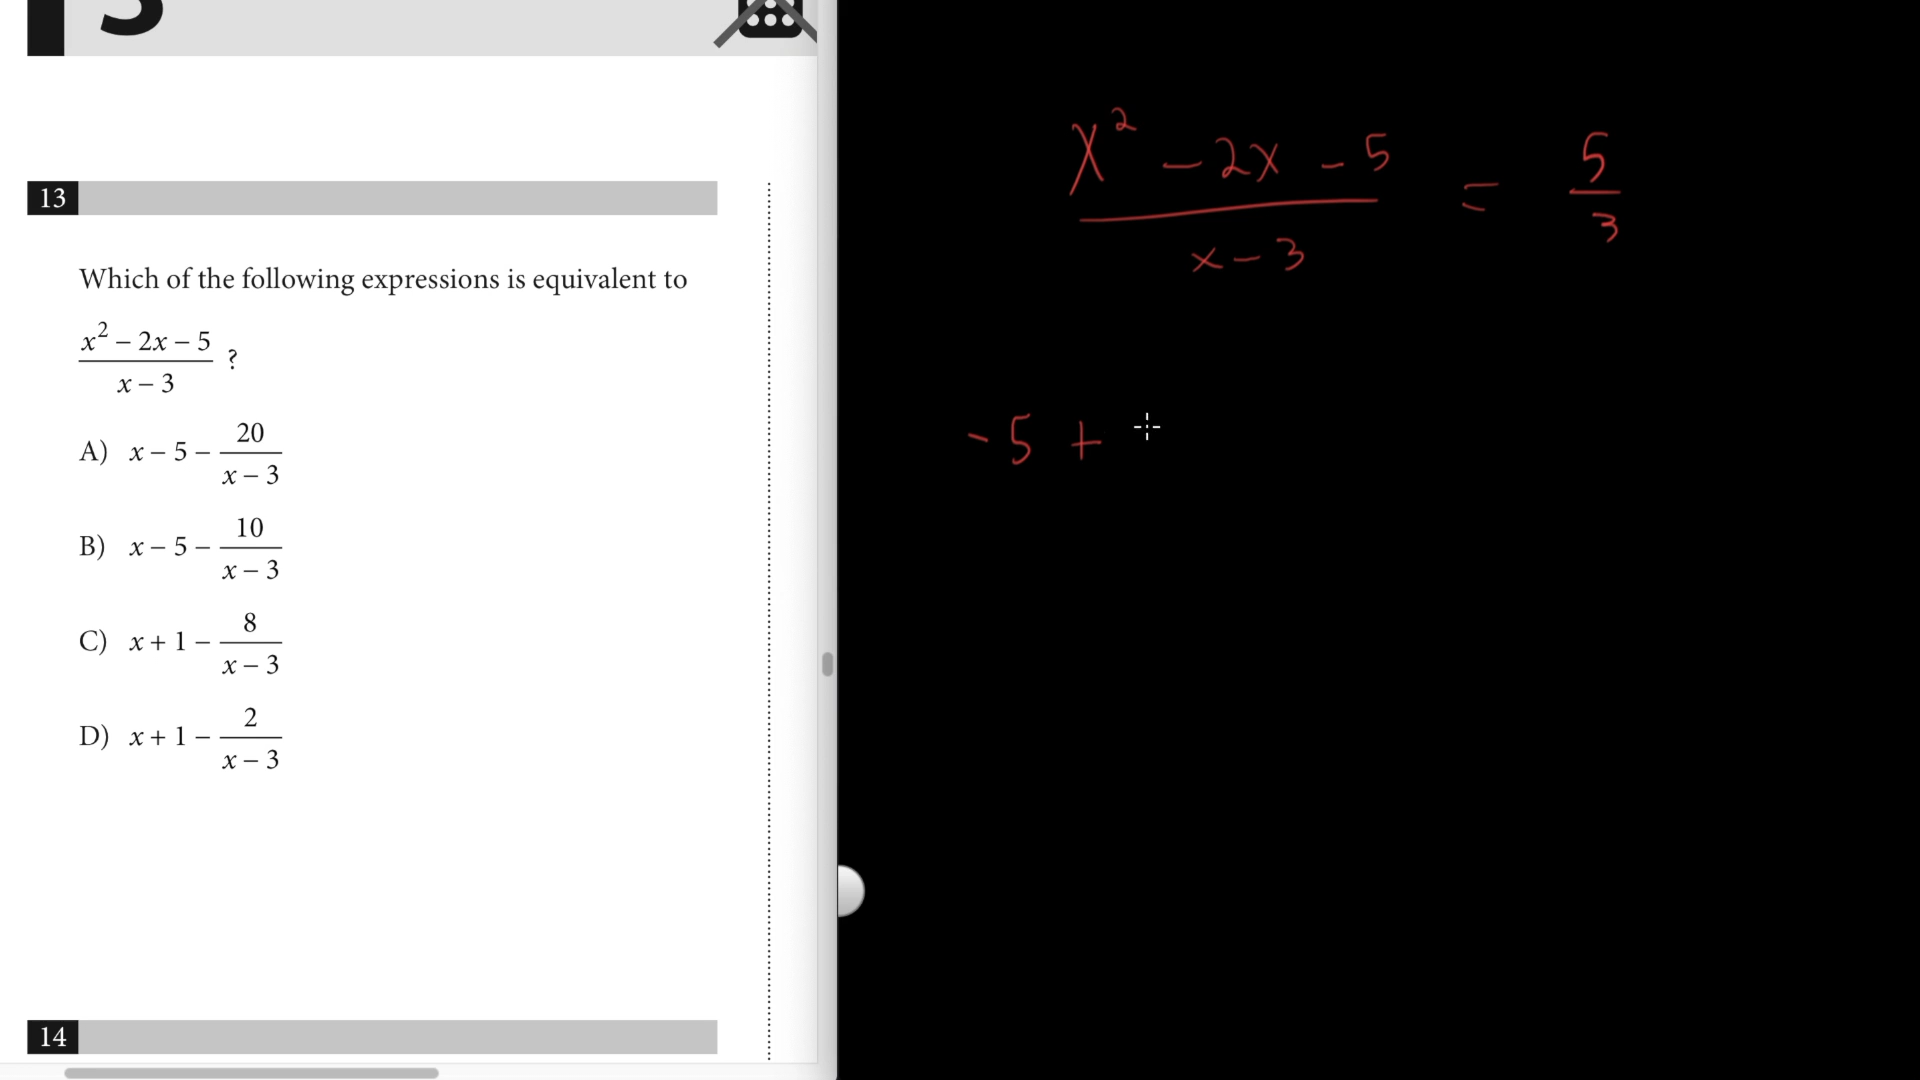 13
Which of the following expressions is equivalent to
x² – 2x – 5
x – 3
?
A) x – 5 – 20
x – 3
B) x – 5 – 10
x – 3
C) x + 1 – 8
x – 3
D) x + 1 – 2
x – 3
14
x² – 2x – 5 = 5
x – 3 3
- 5 +